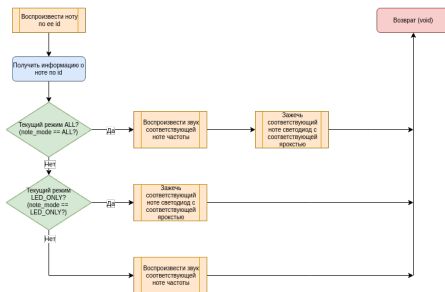 Воспроизвести ноту
по ее id
Возврат (void)
Получить информацию о
ноте по id
Текущий режим ALL?
(note_mode == ALL?)
Да
Воспроизвести звук
соответствующей
ноте частоты
Зажечь
соответствующий
ноте светодиод с
соответствующей
яркостью
Нет
Текущий режим
LED_ONLY?
(note_mode ==
LED_ONLY?)
Да
Зажечь
соответствующий
ноте светодиод с
соответствующей
яркостью
Нет
Воспроизвести звук
соответствующей
ноте частоты